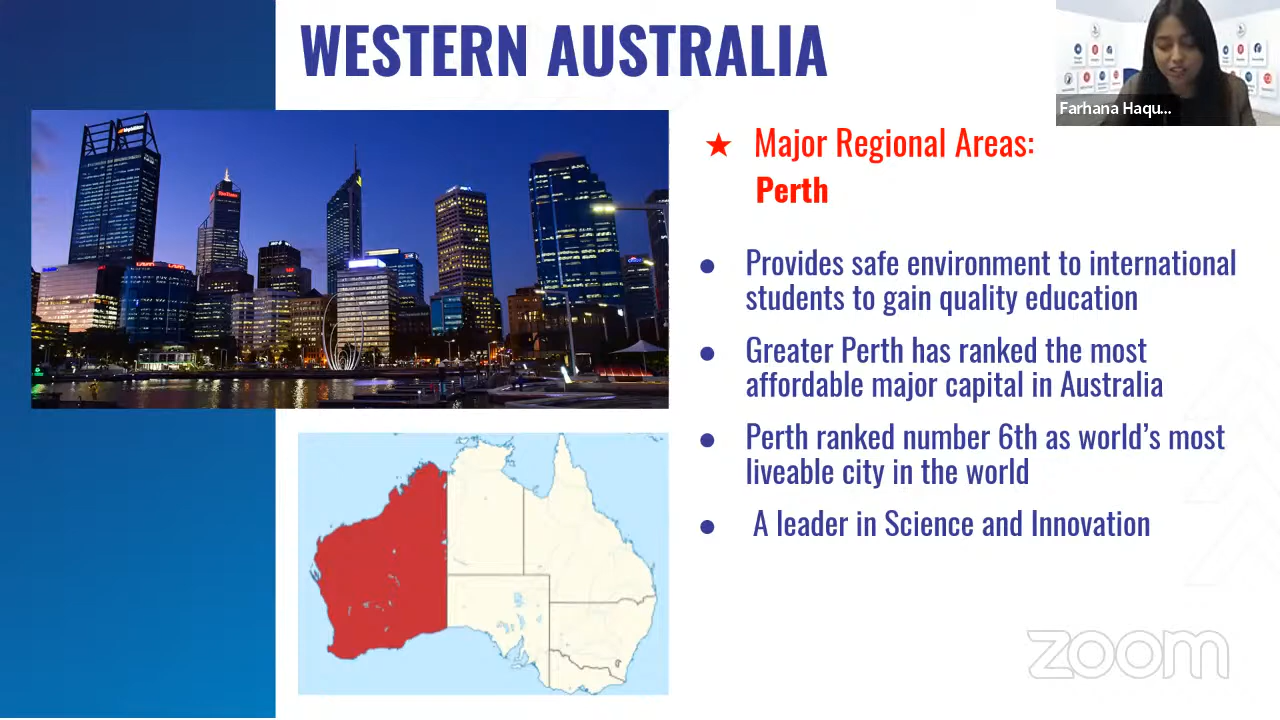 WESTERN AUSTRALIA
Farhana Haqu...
★ Major Regional Areas:
Perth
● Provides safe environment to international
students to gain quality education
● Greater Perth has ranked the most
affordable major capital in Australia
● Perth ranked number 6th as world's most
liveable city in the world
● A leader in Science and Innovation
zoom